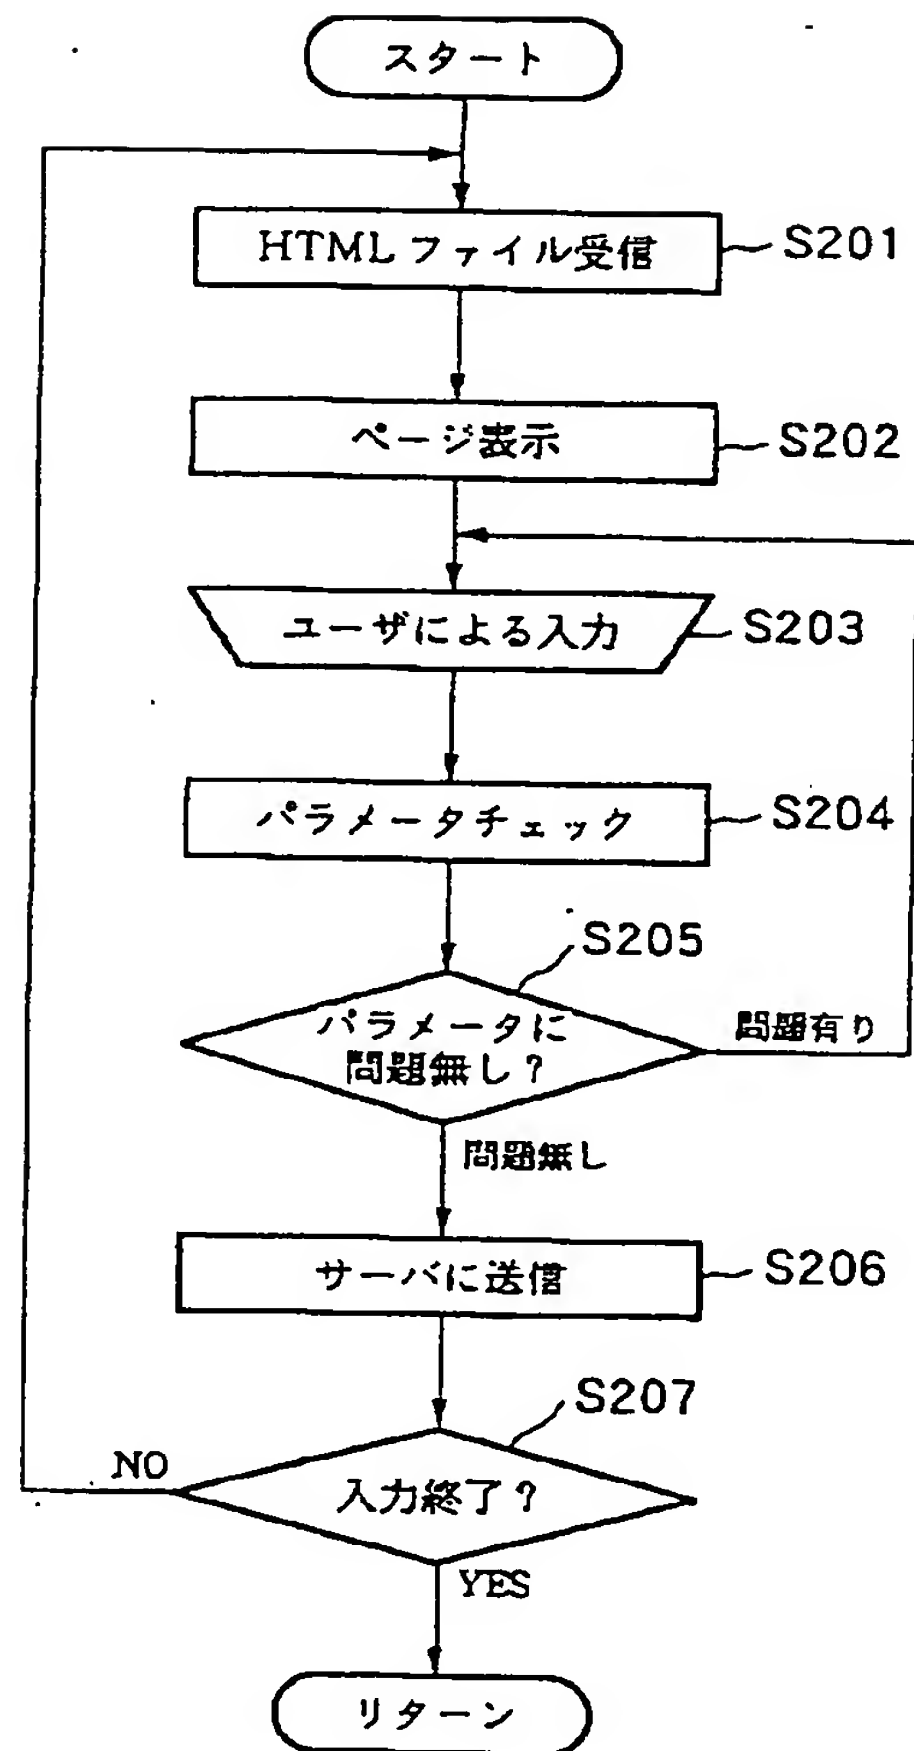 スタート
HTMLファイル受信
S201
ページ表示
S202
ユーザによる入力
S203
パラメータチェック
S204
S205
パラメータに
問題無し？
問題有り
問題無し
サーバに送信
S206
S207
入力終了？
NO
YES
リターン